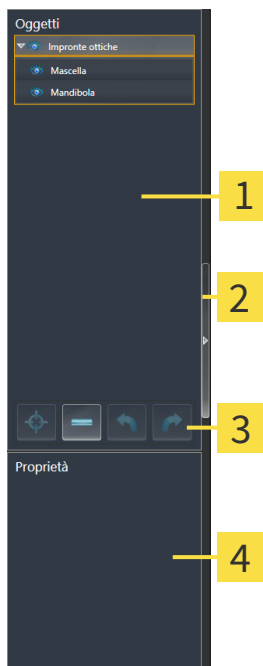 Oggetti
Impronte ottiche
Mascella
Mandibola
1
2
3
Proprietà
4